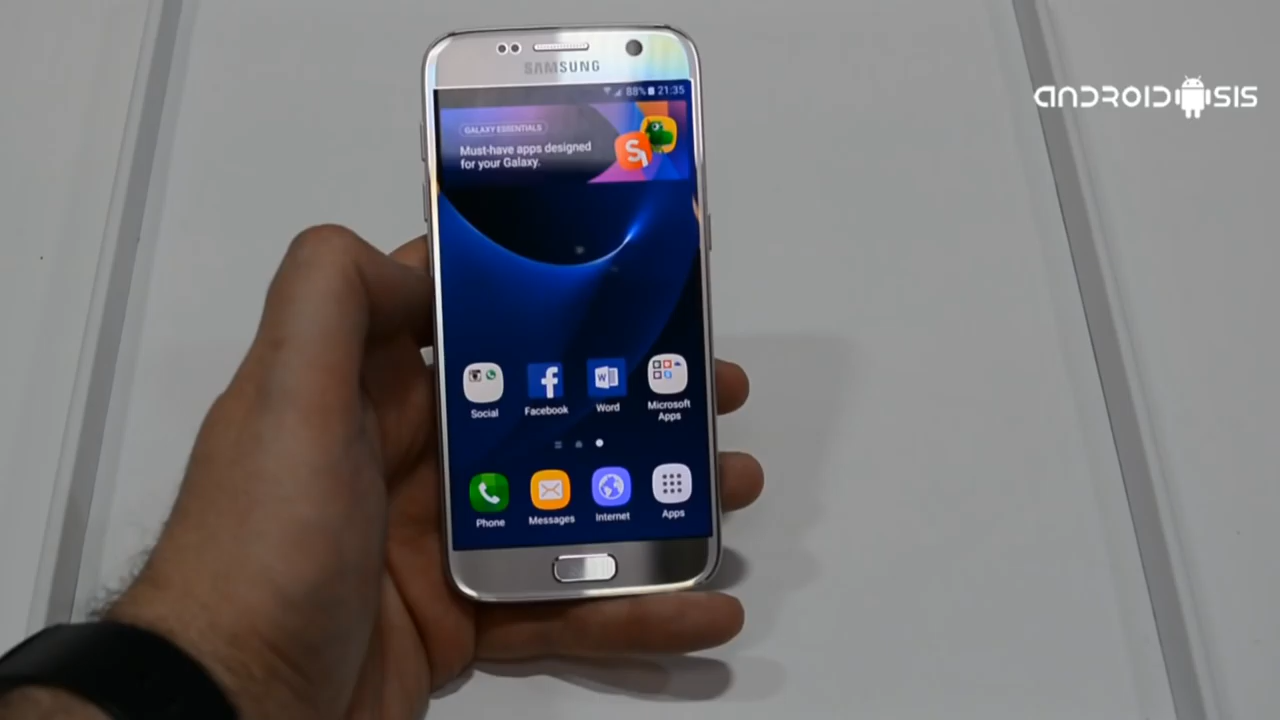 SAMSUNG
88% 21:35
ANDROIDSIS
GALAXY ESSENTIALS
Must-have apps designed
for your Galaxy.
S
Social
Facebook
Word
Microsoft
Apps
W
f
Phone
Messages
Internet
Apps